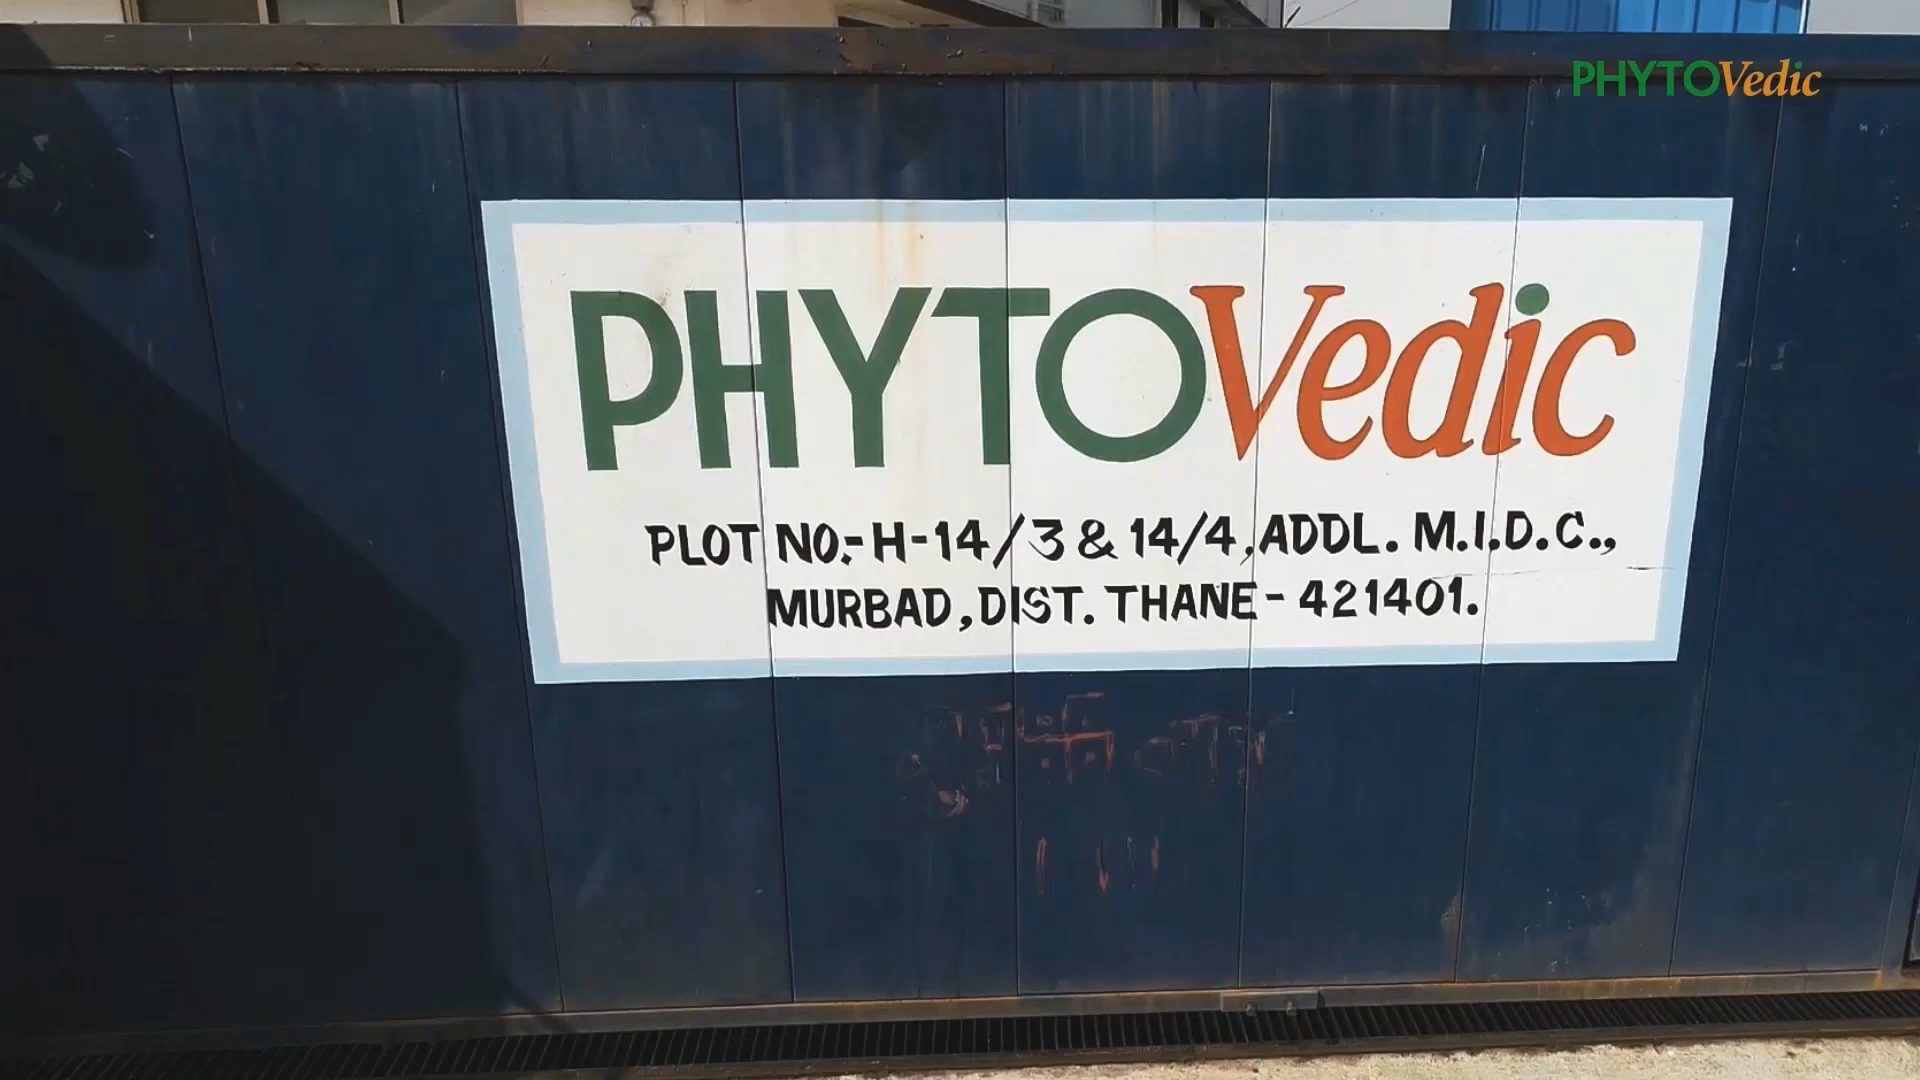 PHYTOVedic
PHYTOVedic
PLOT NO:- H-14/3 & 14/4, ADDL. M.I.D.C.,
MURBAD, DIST. THANE - 421401.